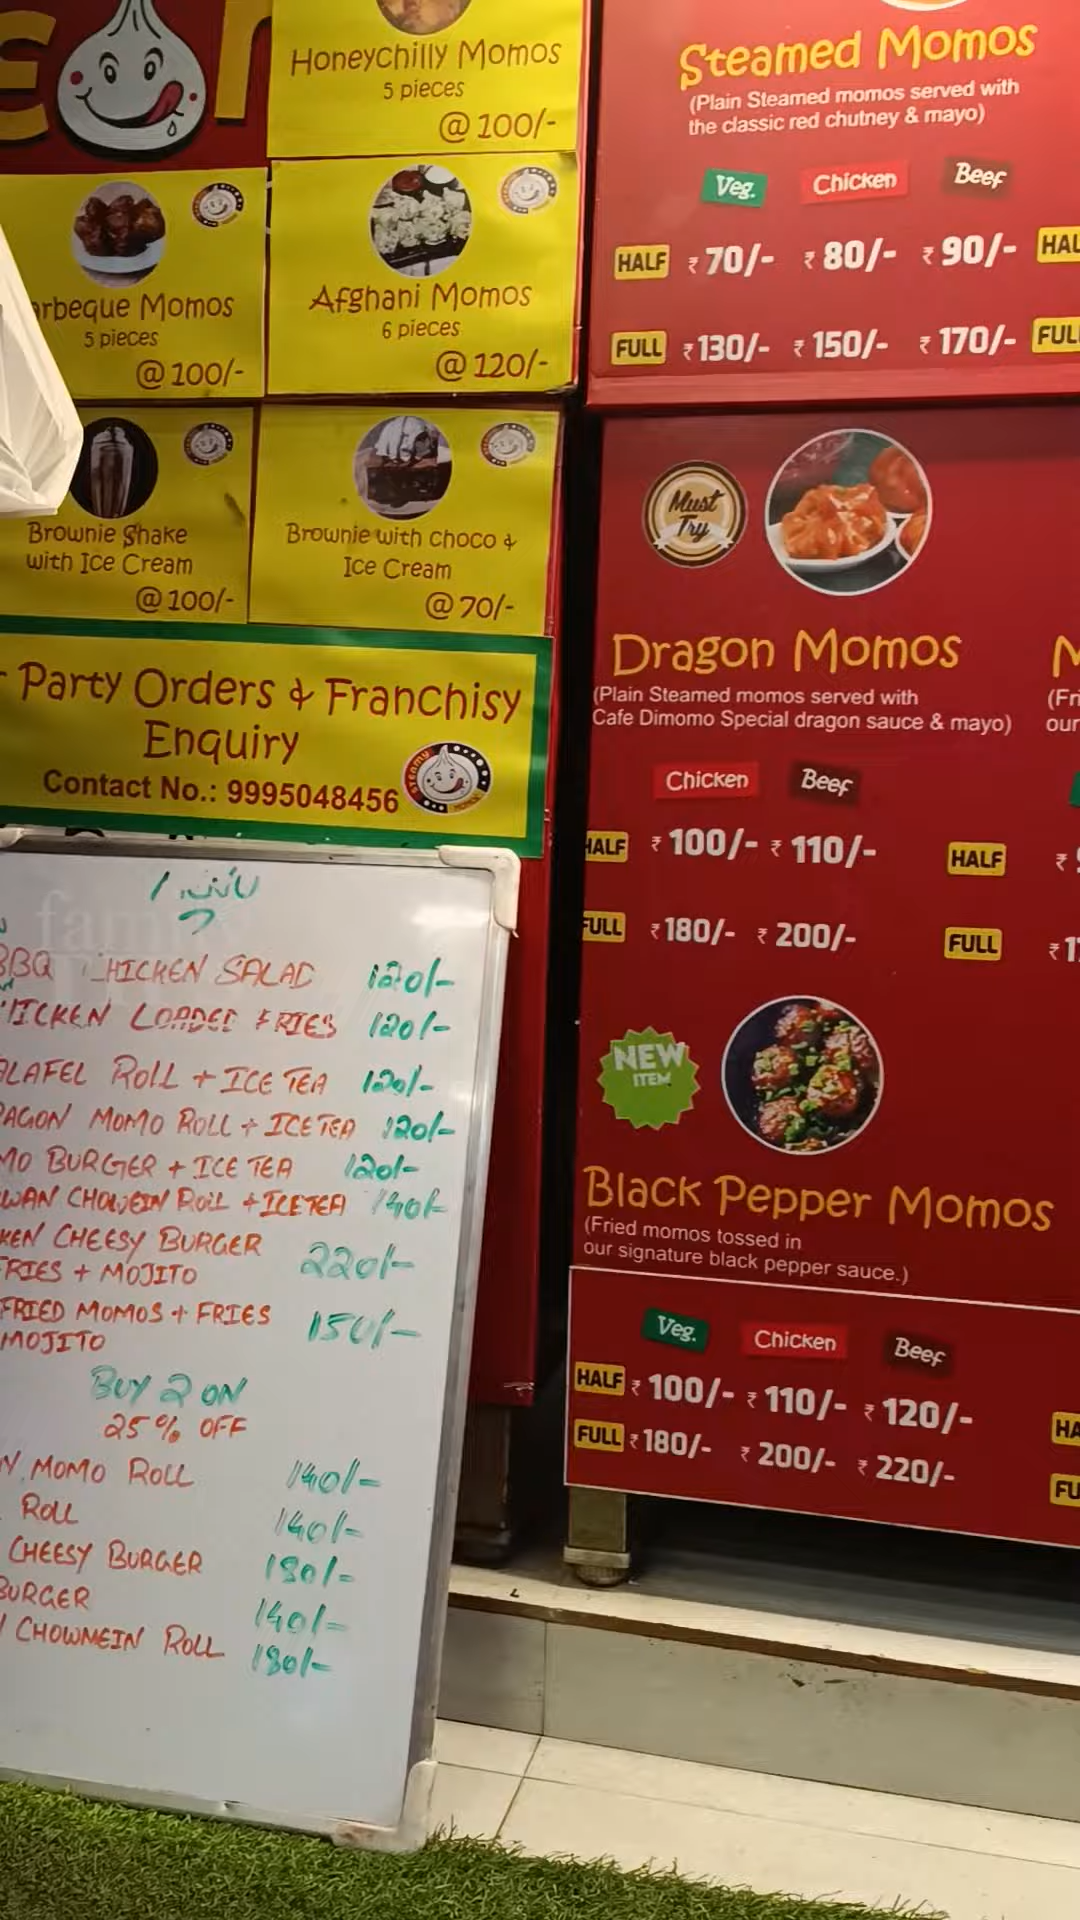 Honeychilly Momos
5 pieces
@ 100/-
rbeque Momos
5 pieces
@ 100/-
Afghani Momos
6 pieces
@ 120/-
Brownie Shake
with Ice Cream
@ 100/-
Brownie with choco &
Ice Cream
@ 70/-
Party Orders & Franchisy
Enquiry
Contact No.: 9995048456
BBQ CHICKEN SALAD 120/-
HICKEN LOADED FRIES 120/-
ALAFEL ROLL + ICE TEA 120/-
RAGON MOMO ROLL + ICE TEA 120/-
MO BURGER + ICE TEA 120/-
WAN CHOWEIN ROLL + ICE TEA 140/-
KEN CHEESY BURGER
FRIES + MOJITO 220/-
FRIED MOMOS + FRIES
MOJITO 150/-
BUY 2 ON
25% OFF
N MOMO ROLL 140/-
ROLL 140/-
CHEESY BURGER 180/-
BURGER 140/-
CHOWMEIN ROLL 180/-
Steamed Momos
(Plain Steamed momos served with
the classic red chutney & mayo)
Veg. Chicken Beef
HALF ₹70/- ₹80/- ₹90/- HAL
FULL ₹130/- ₹150/- ₹170/- FULL
Must
Try
Dragon Momos
(Plain Steamed momos served with
Cafe Dimomo Special dragon sauce & mayo)
Chicken Beef
HALF ₹100/- ₹110/-
FULL ₹180/- ₹200/-
M
(Fri
our
HALF ₹
FULL ₹1
NEW
ITEM
Black Pepper Momos
(Fried momos tossed in
our signature black pepper sauce.)
Veg. Chicken Beef
HALF ₹100/- ₹110/- ₹120/- HA
FULL ₹180/- ₹200/- ₹220/- FU